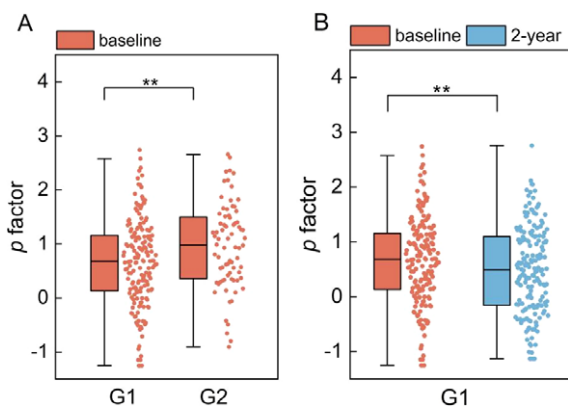 A
baseline
**
p factor
4
3
2
1
0
-1
G1 G2
B
baseline 2-year
**
p factor
4
3
2
1
0
-1
G1